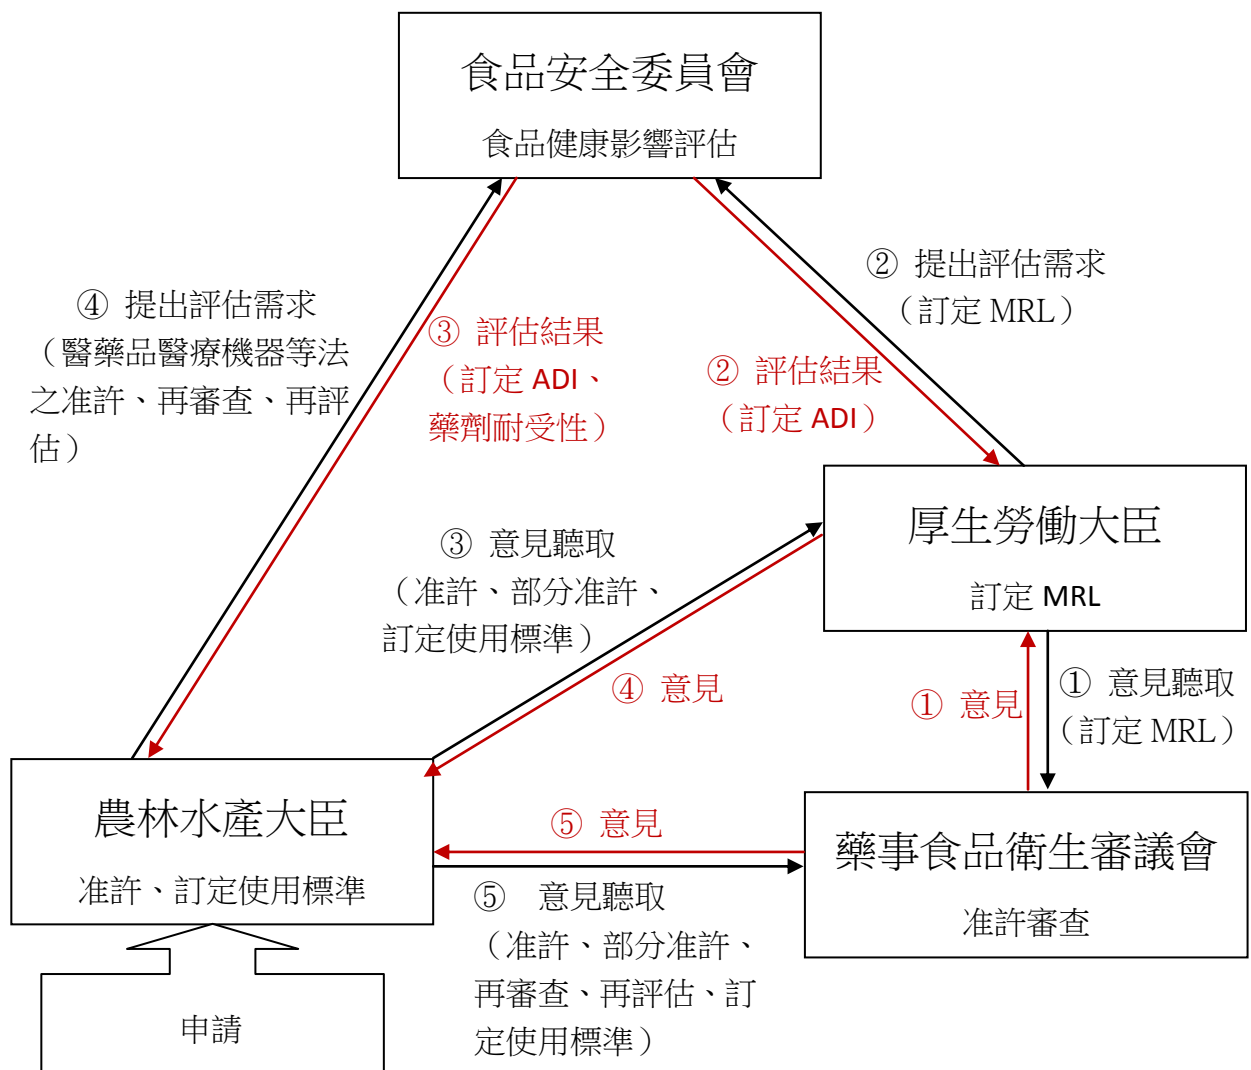 食品安全委員會
食品健康影響評估
② 提出評估需求
（訂定 MRL）
④ 提出評估需求
（醫藥品醫療機器等法
之准許、再審查、再評
估）
③ 評估結果
（訂定 ADI、
藥劑耐受性）
② 評估結果
（訂定 ADI）
厚生勞働大臣
訂定 MRL
③ 意見聽取
（准許、部分准許、
訂定使用標準）
④ 意見
① 意見
① 意見聽取
（訂定 MRL）
農林水產大臣
准許、訂定使用標準
⑤ 意見
藥事食品衛生審議會
准許審查
⑤ 意見聽取
（准許、部分准許、
再審查、再評估、訂
定使用標準）
申請